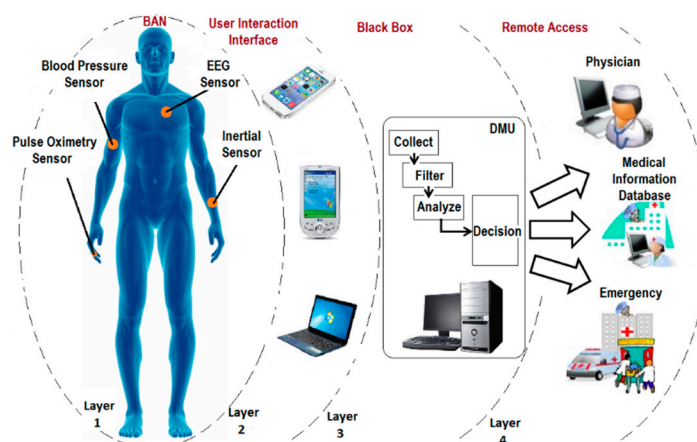 BAN
User Interaction
Interface
Black Box
Remote Access
Blood Pressure
Sensor
EEG
Sensor
Pulse Oximetry
Sensor
Inertial
Sensor
DMU
Collect
Filter
Analyze
Decision
Physician
Medical
Information
Database
Emergency
Layer
1
Layer
2
Layer
3
Layer
4